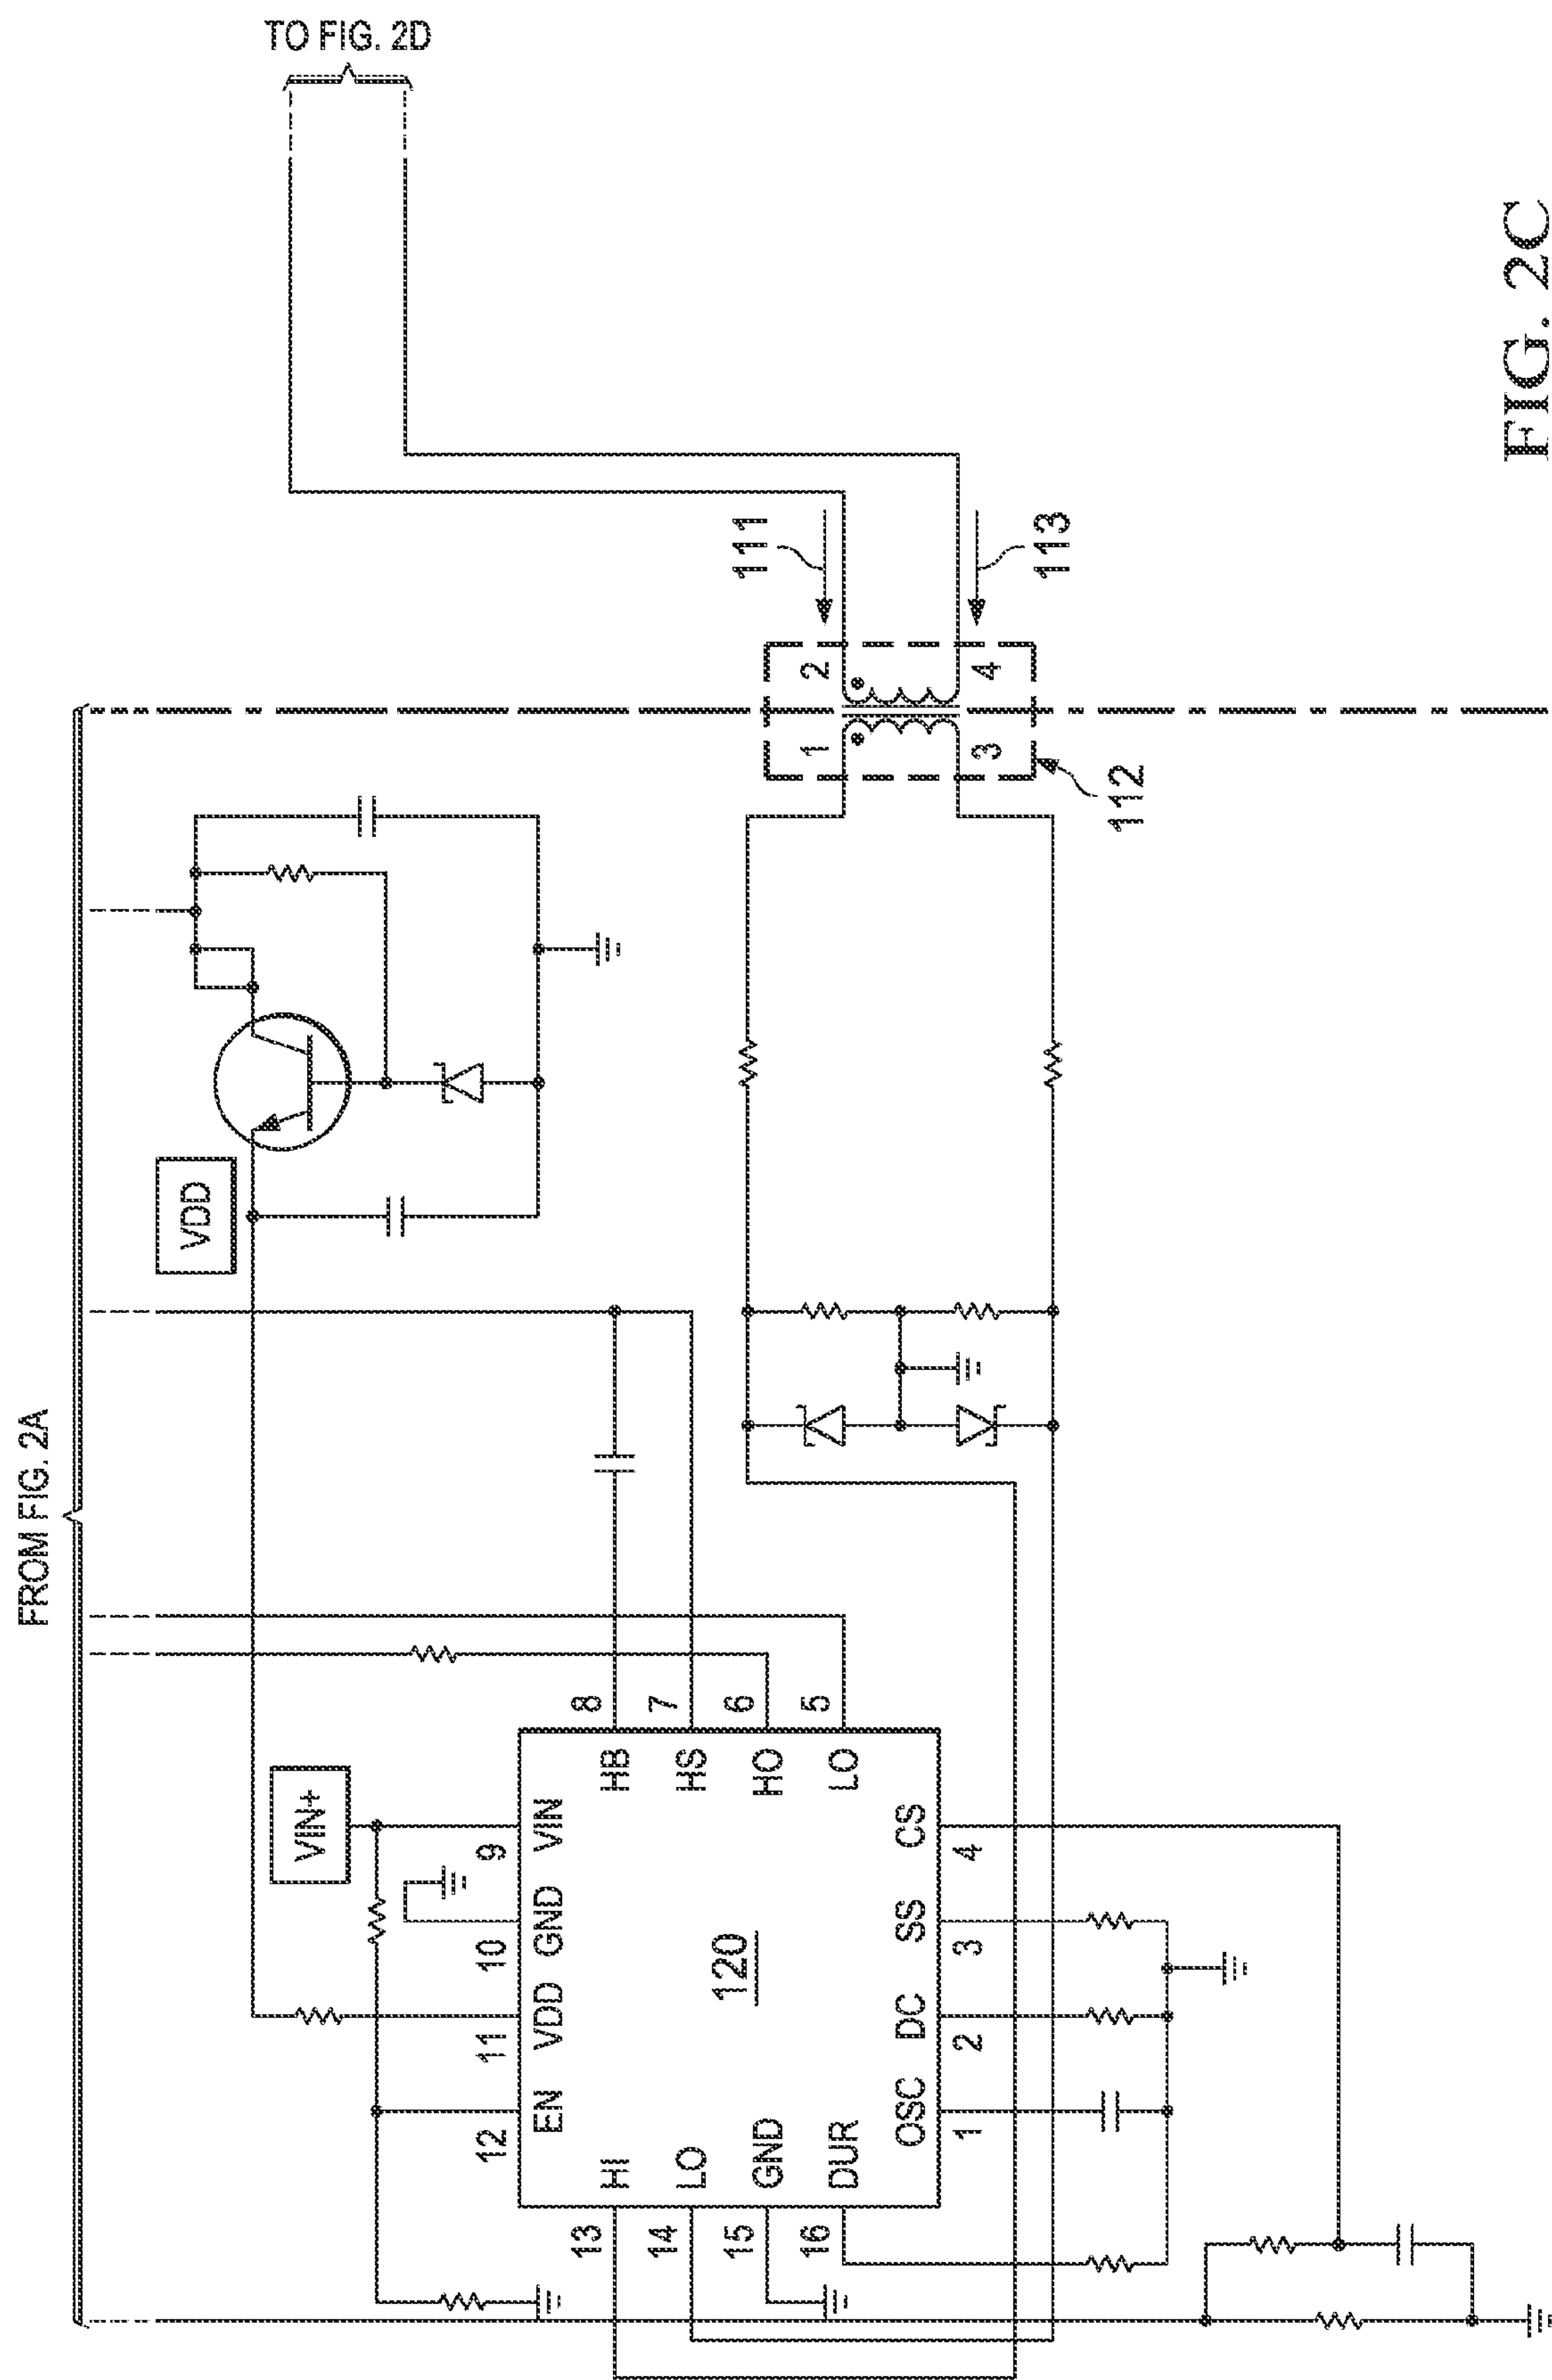 TO FIG. 2D
FROM FIG. 2A
VDD
VIN+
111
113
112
2
4
1
3
8
7
6
5
HB
HS
HO
LO
9
10
11
12
VIN
GND
VDD
EN
120
CS
SS
DC
OSC
4
3
2
1
HI
LO
GND
DUR
13
14
15
16
FIG. 2C